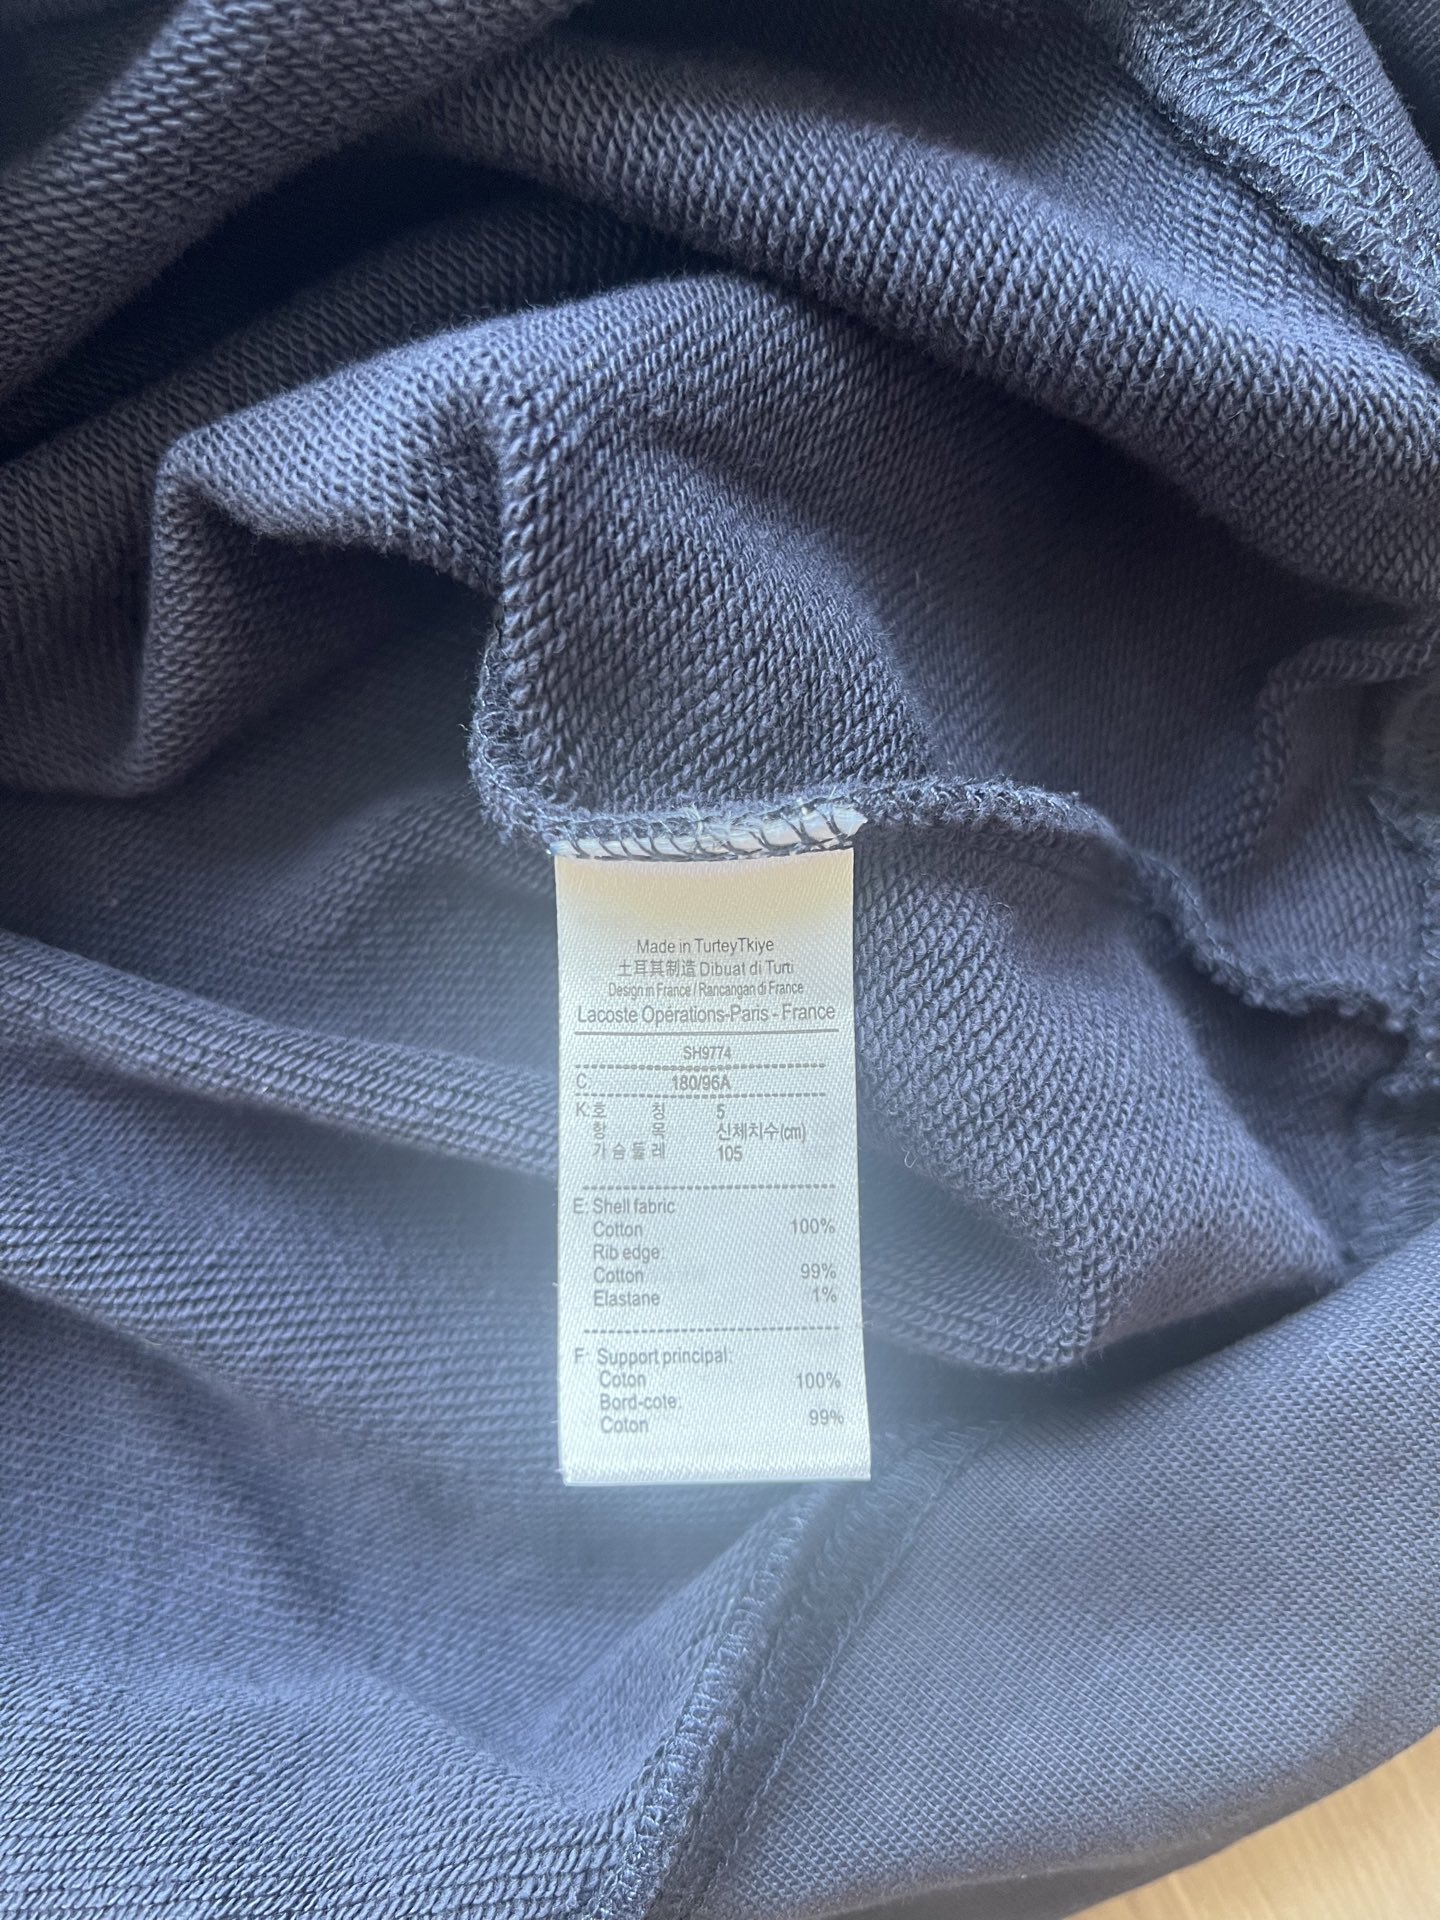 Made in TurteyTkiye
土耳其制造 Dibuat di Turti
Design in France / Rancangan di France
Lacoste Opérations-Paris - France
SH9774
C: 180/96A
K: 호 칭 5
항 목 신체치수(cm)
가슴둘레 105
E: Shell fabric
Cotton 100%
Rib edge:
Cotton 99%
Elastane 1%
F: Support principal
Coton 100%
Bord-cote:
Coton 99%